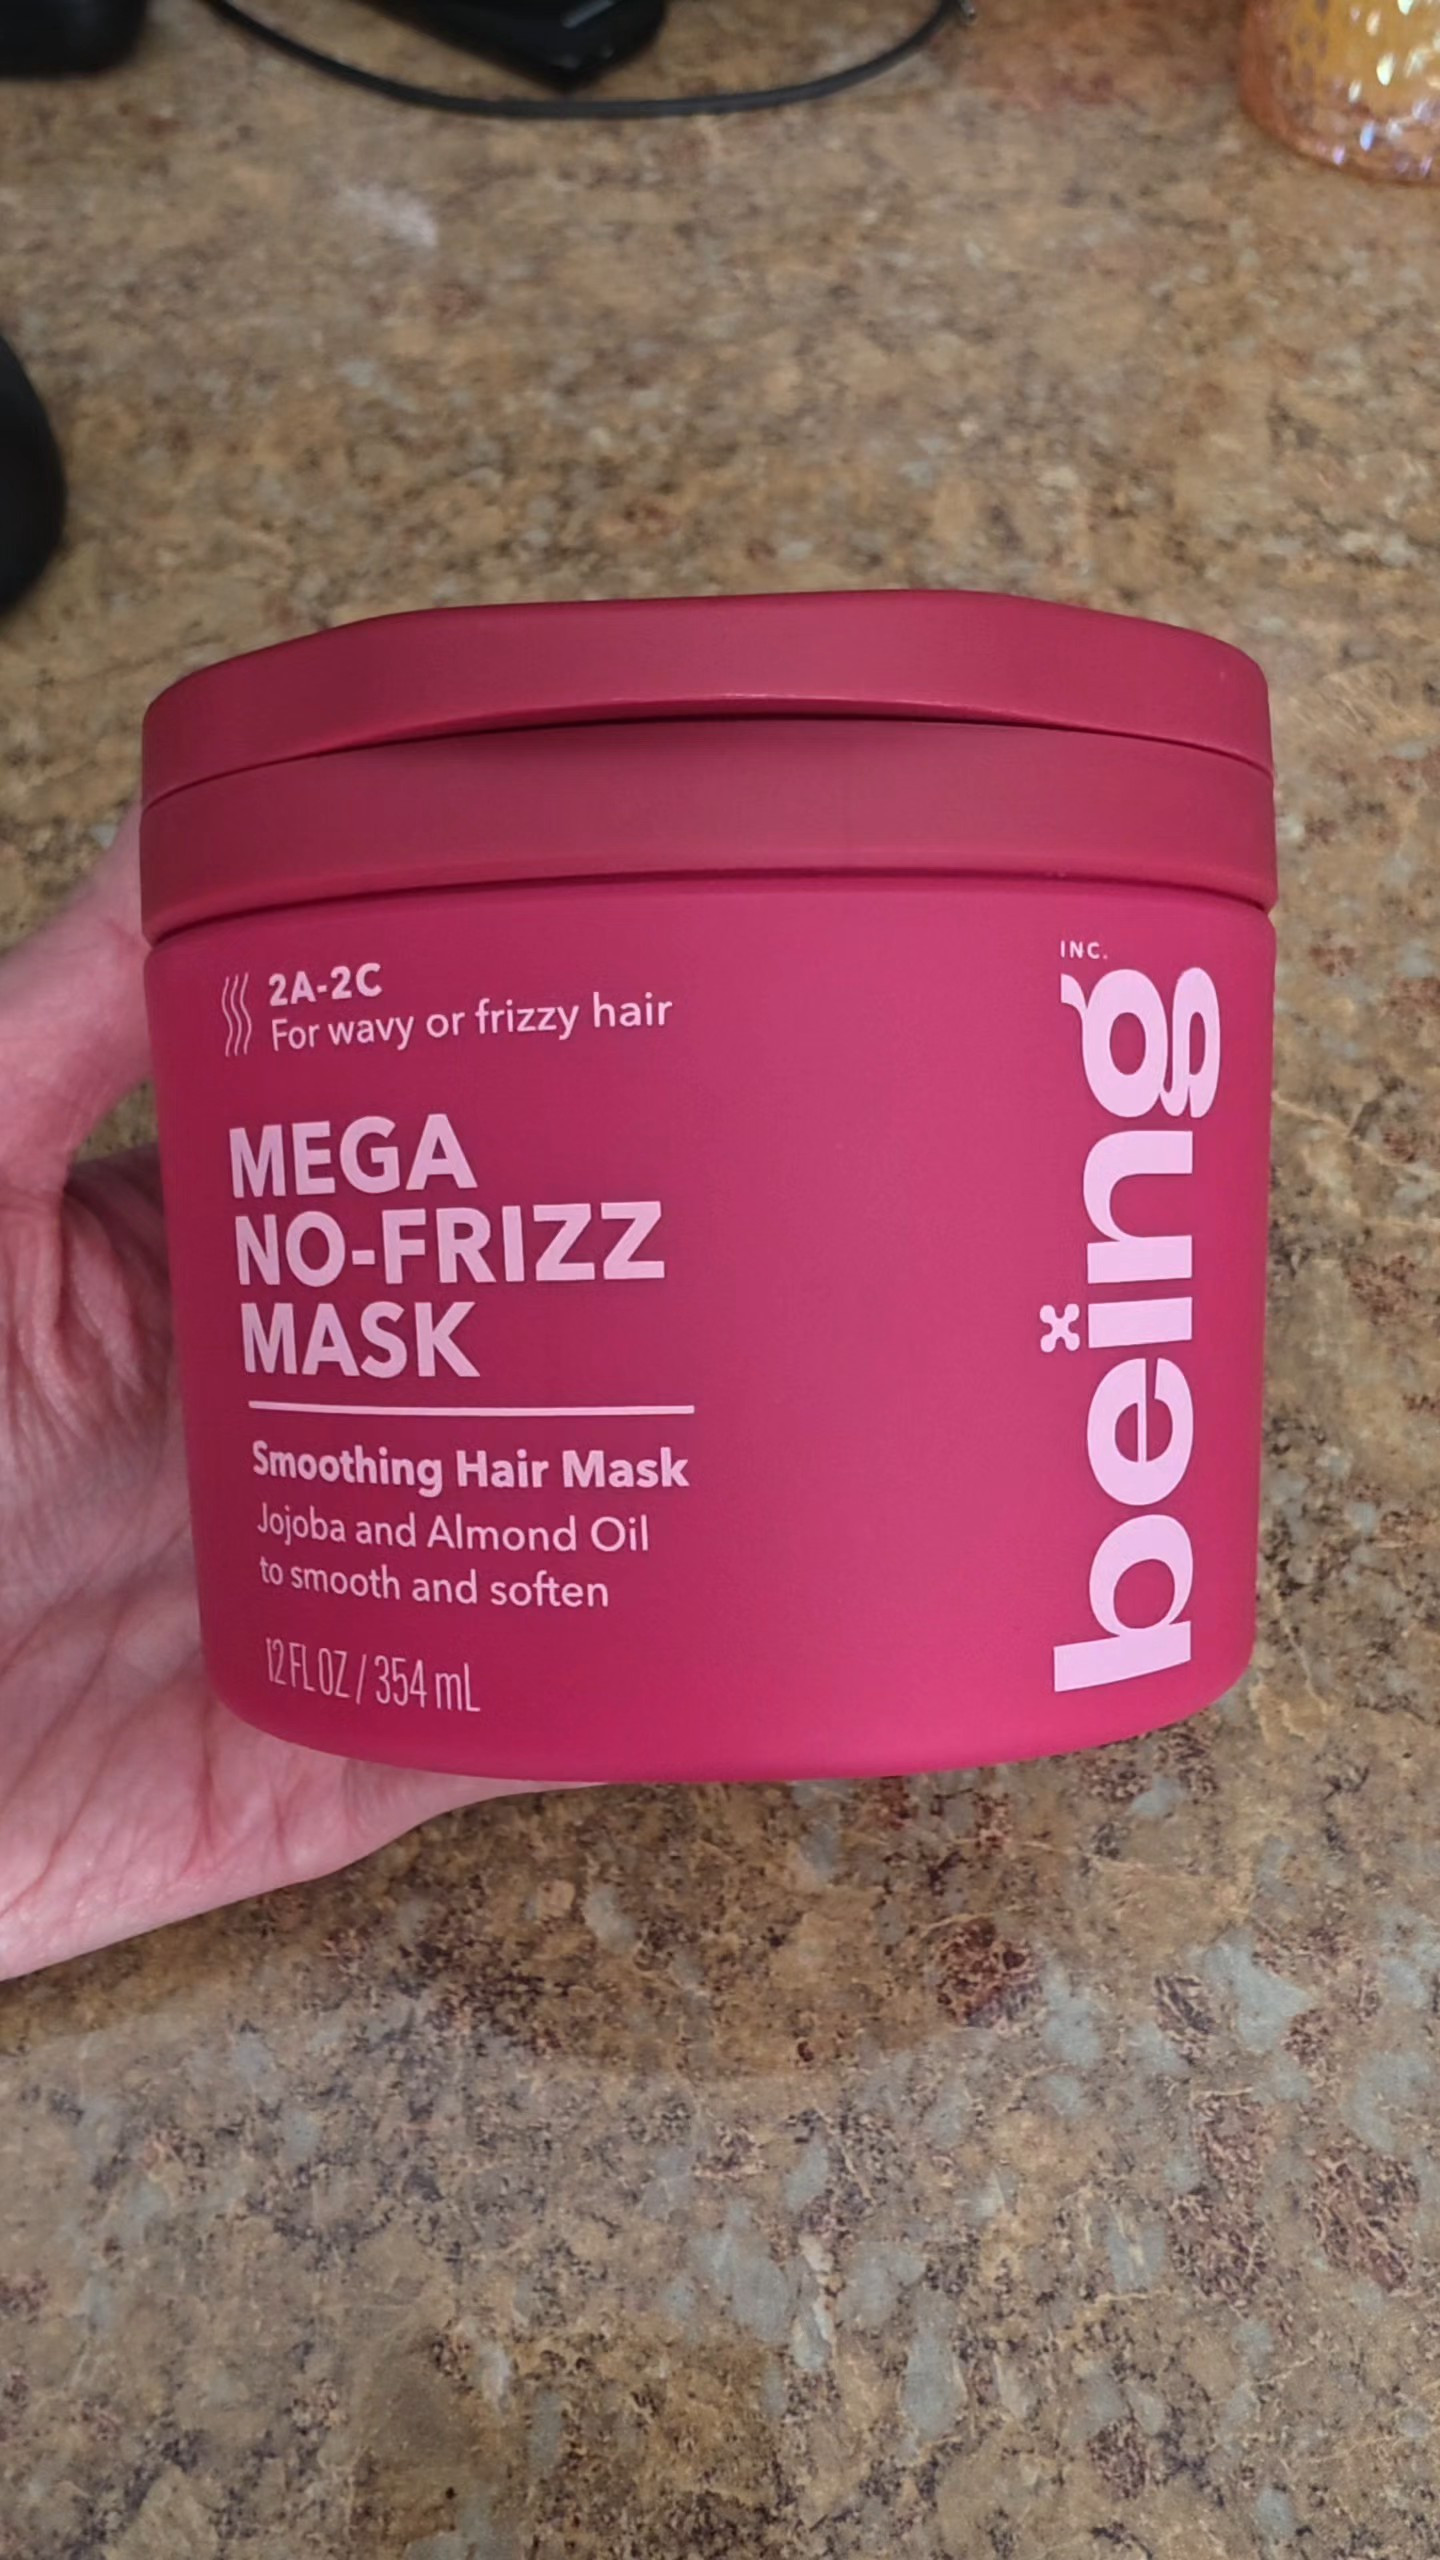 2A-2C
For wavy or frizzy hair
MEGA
NO-FRIZZ
MASK
Smoothing Hair Mask
Jojoba and Almond Oil
to smooth and soften
12 FL OZ / 354 mL
being
INC.